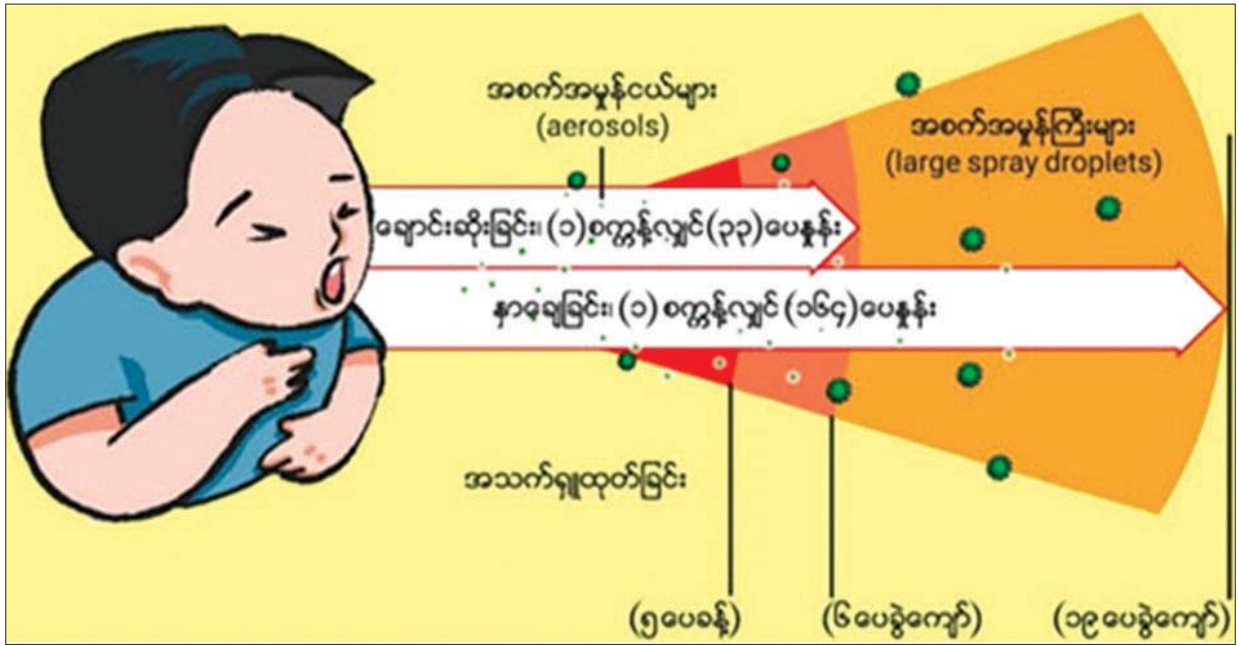 အစက်အမှုန်ငယ်များ
(aerosols)
အစက်အမှုန်ကြီးများ
(large spray droplets)
ချောင်းဆိုးခြင်း၊ (၁) စက္ကန့်လျှင် (၃၃) ပေနှုန်း
နှာချေခြင်း၊ (၁) စက္ကန့်လျှင် (၁၆၄) ပေနှုန်း
အသက်ရှူထုတ်ခြင်း
(၅ပေခန့်)
(၆ပေခွဲကျော်)
(၁၉ပေခွဲကျော်)